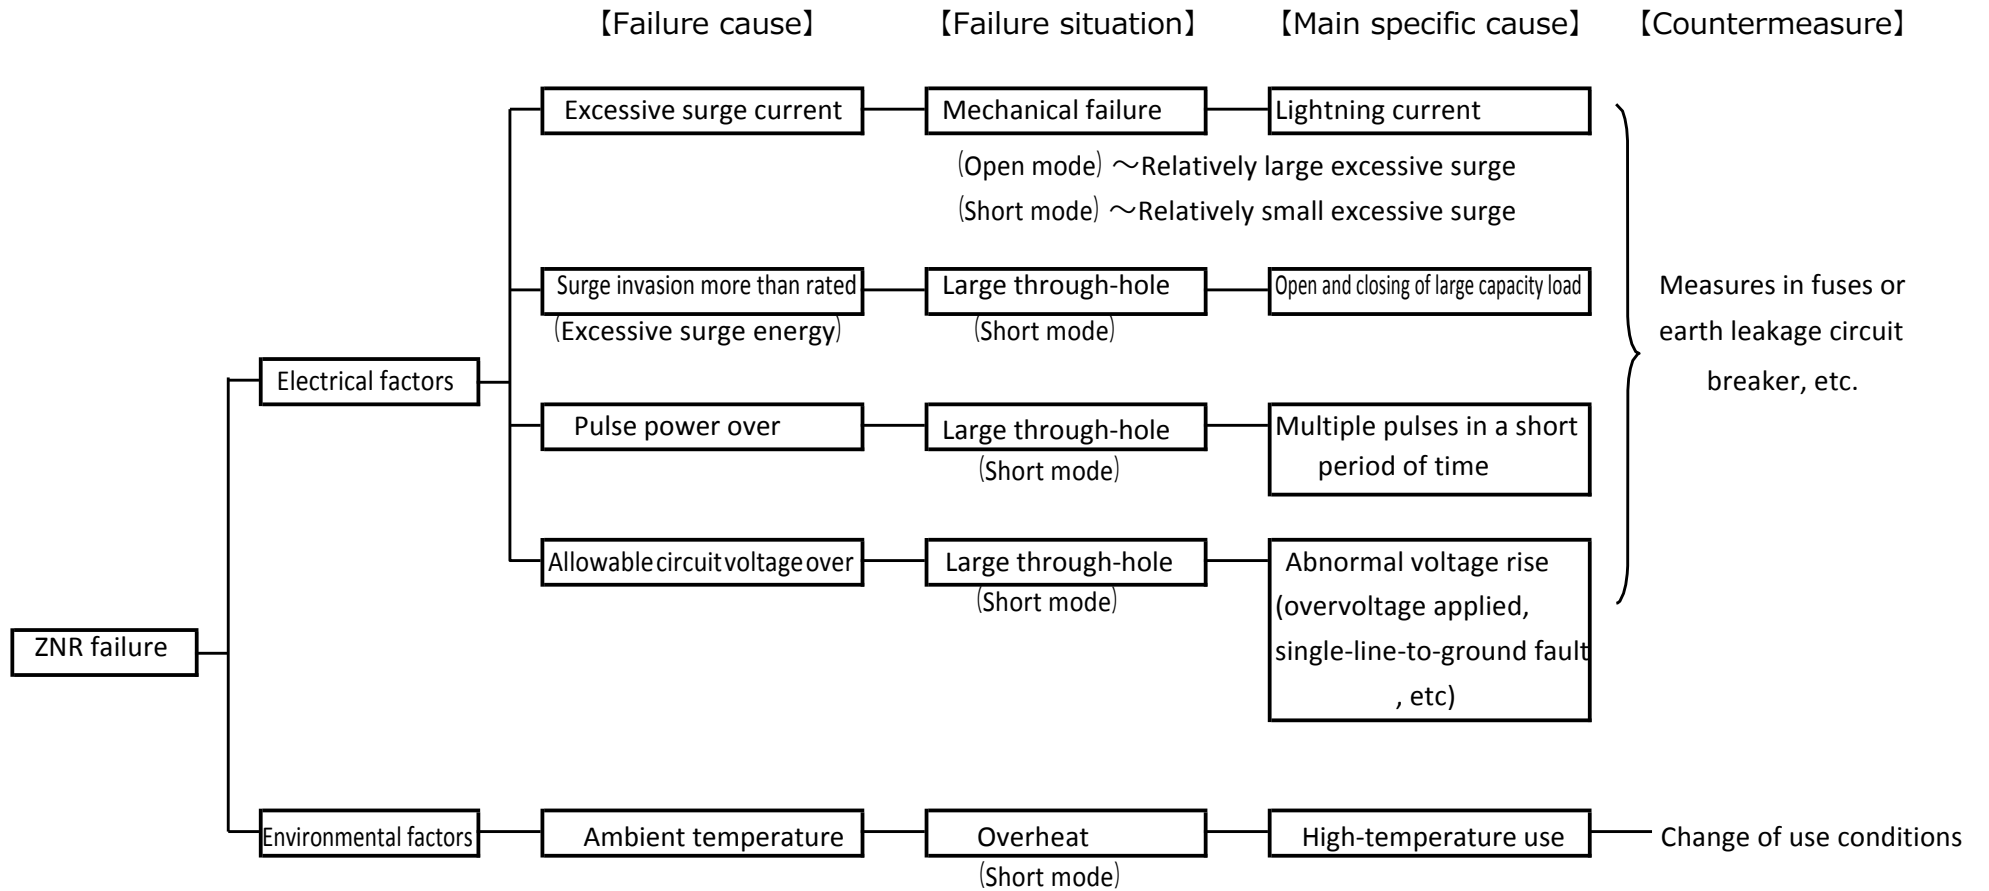 【Failure cause】 【Failure situation】 【Main specific cause】 【Countermeasure】
Excessive surge current Mechanical failure Lightning current
(Open mode) ～Relatively large excessive surge
(Short mode) ～Relatively small excessive surge
Surge invasion more than rated Large through-hole Open and closing of large capacity load
(Excessive surge energy) (Short mode)
Measures in fuses or
earth leakage circuit
breaker, etc.
Electrical factors
Pulse power over Large through-hole Multiple pulses in a short
period of time
(Short mode)
Allowable circuit voltage over Large through-hole Abnormal voltage rise
(Short mode) (overvoltage applied,
single-line-to-ground fault
, etc)
ZNR failure
Environmental factors Ambient temperature Overheat High-temperature use Change of use conditions
(Short mode)